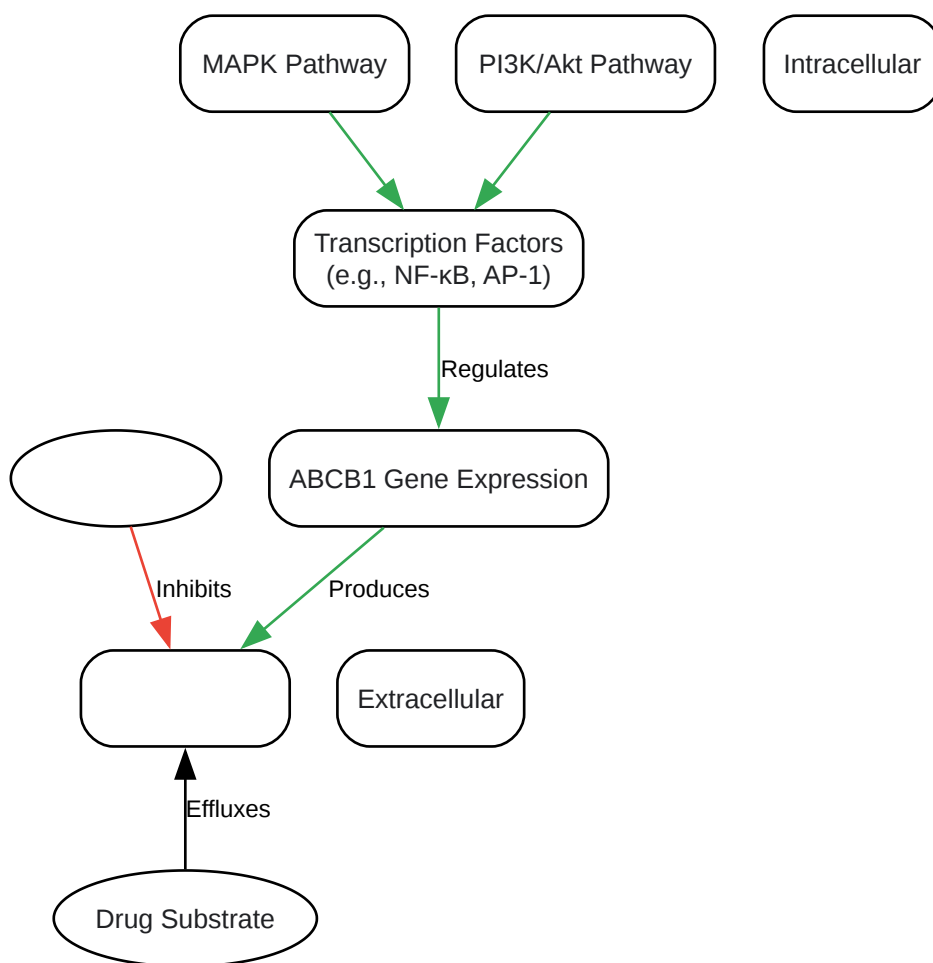 MAPK Pathway
PI3K/Akt Pathway
Intracellular
Transcription Factors
(e.g., NF-κB, AP-1)
Regulates
ABCB1 Gene Expression
Inhibits
Produces
Extracellular
Effluxes
Drug Substrate